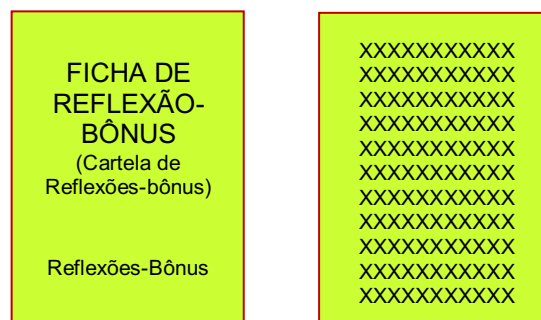 FICHA DE
REFLEXÃO-
BÔNUS
(Cartela de
Reflexões-bônus)
Reflexões-Bônus
XXXXXXXXXXX
XXXXXXXXXXX
XXXXXXXXXXX
XXXXXXXXXXX
XXXXXXXXXXX
XXXXXXXXXXX
XXXXXXXXXXX
XXXXXXXXXXX
XXXXXXXXXXX
XXXXXXXXXXX
XXXXXXXXXXX